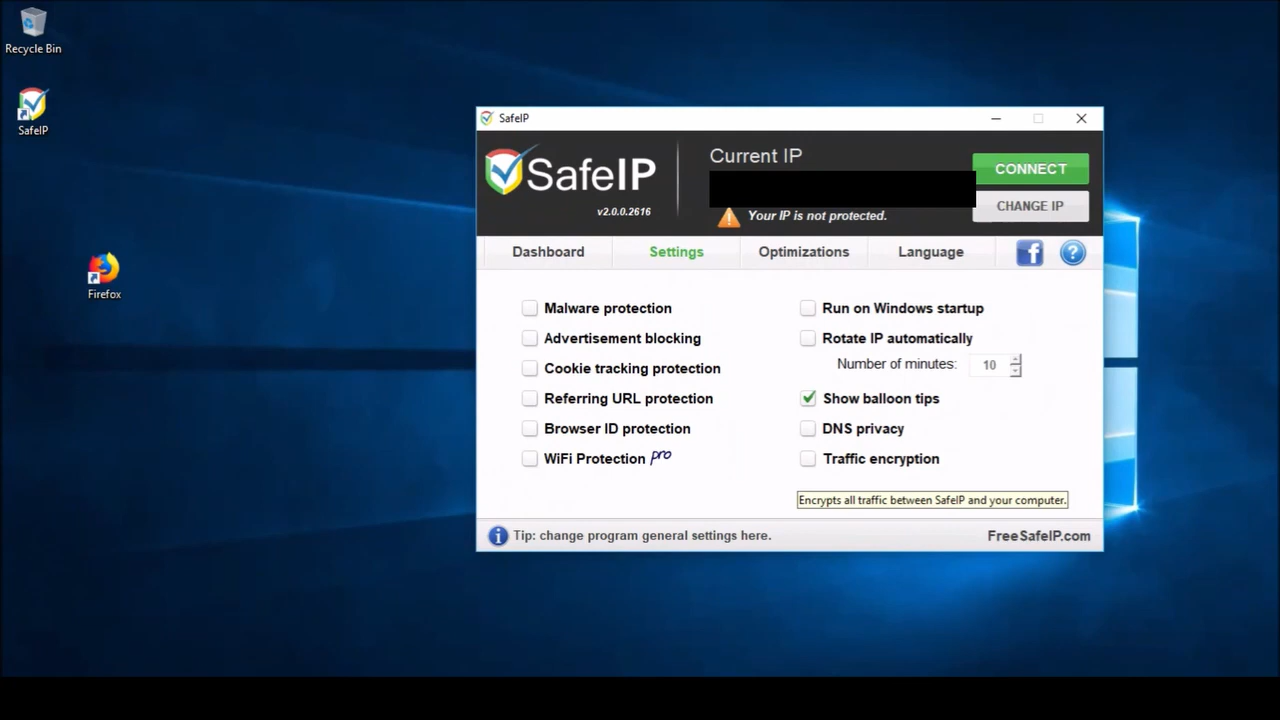 Recycle Bin
SafeIP
Firefox
SafeIP
SafeIP
v2.0.0.2616
Current IP
Your IP is not protected.
CONNECT
CHANGE IP
Dashboard
Settings
Optimizations
Language
f
?
Malware protection
Advertisement blocking
Cookie tracking protection
Referring URL protection
Browser ID protection
WiFi Protection pro
Run on Windows startup
Rotate IP automatically
Number of minutes: 10
Show balloon tips
DNS privacy
Traffic encryption
Encrypts all traffic between SafeIP and your computer.
i Tip: change program general settings here.
FreeSafeIP.com